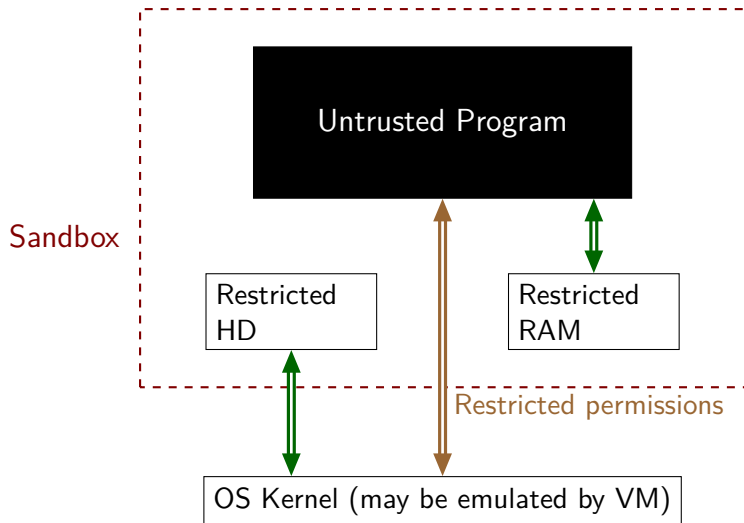 Untrusted Program
Sandbox
Restricted
HD
Restricted
RAM
Restricted permissions
OS Kernel (may be emulated by VM)